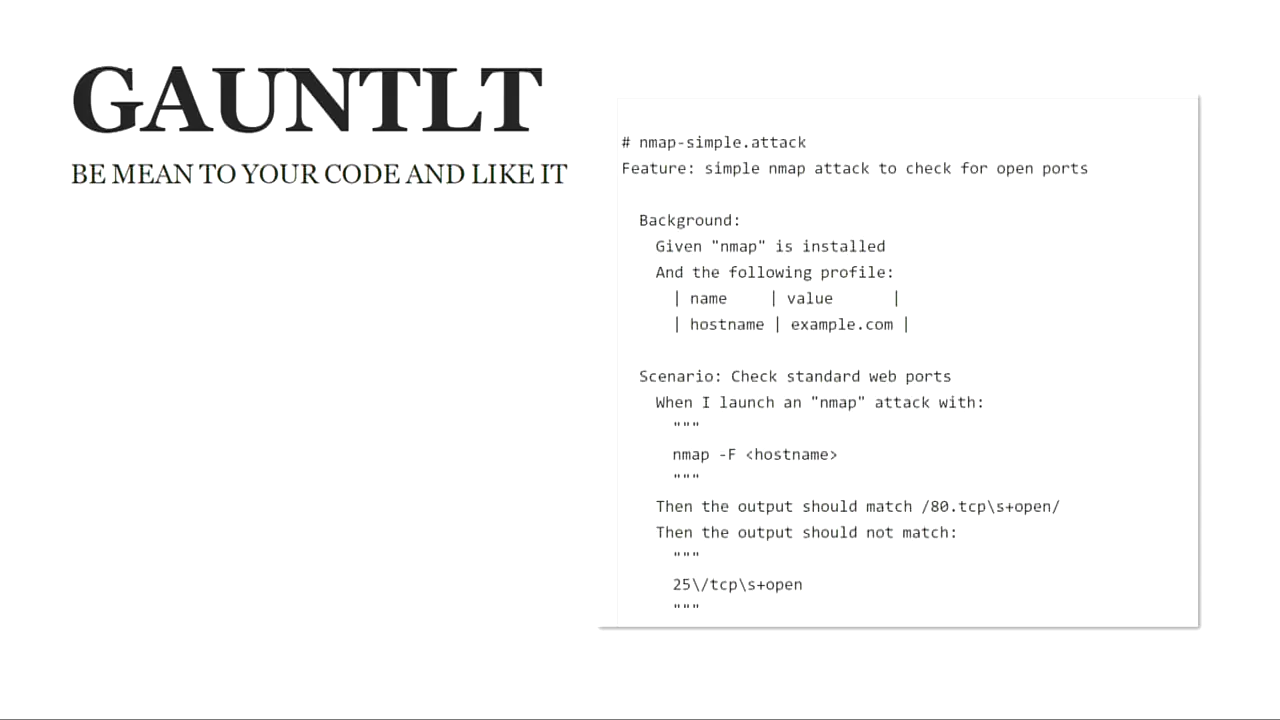 GAUNTLT
BE MEAN TO YOUR CODE AND LIKE IT
# nmap-simple.attack
Feature: simple nmap attack to check for open ports
Background:
Given "nmap" is installed
And the following profile:
| name | value |
| hostname | example.com |
Scenario: Check standard web ports
When I launch an "nmap" attack with:
"""
nmap -F <hostname>
"""
Then the output should match /80.tcp\s+open/
Then the output should not match:
"""
25\/tcp\s+open
"""